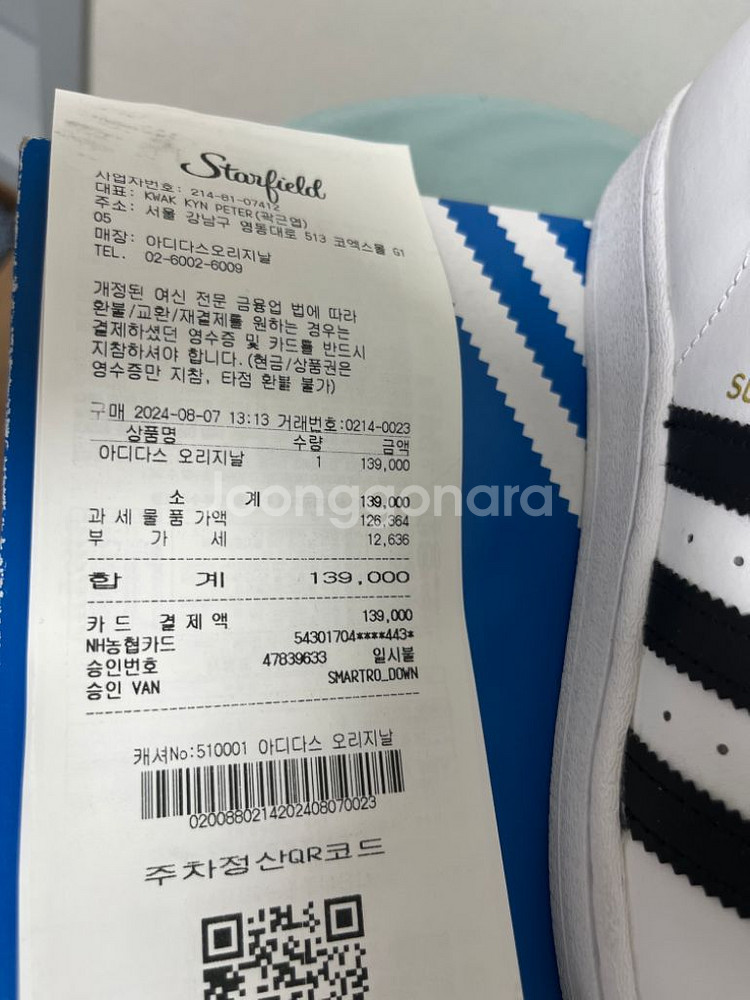 Starfield
사업자번호: 214-81-07412
대표: KWAK KYN PETER(곽근엽)
주소: 서울 강남구 영동대로 513 코엑스몰 G1
05
매장: 아디다스오리지날
TEL. 02-6002-6009
개정된 여신 전문 금융업 법에 따라
환불/교환/재결제를 원하는 경우는
결제하셨던 영수증 및 카드를 반드시
지참하셔야 합니다.(현금/상품권은
영수증만 지참, 타점 환불 불가)
구매 2024-08-07 13:13 거래번호:0214-0023
상품명 수량 금액
아디다스 오리지날 1 139,000
소 계 139,000
과세물품가액 126,364
부 가 세 12,636
합 계 139,000
카드 결제액 139,000
NH농협카드 54301704****443*
승인번호 47839633 일시불
승인 VAN SMARTRO_DOWN
캐셔No:510001 아디다스 오리지날
0200880214202408070023
주차정산QR코드
Joonggonara
SU